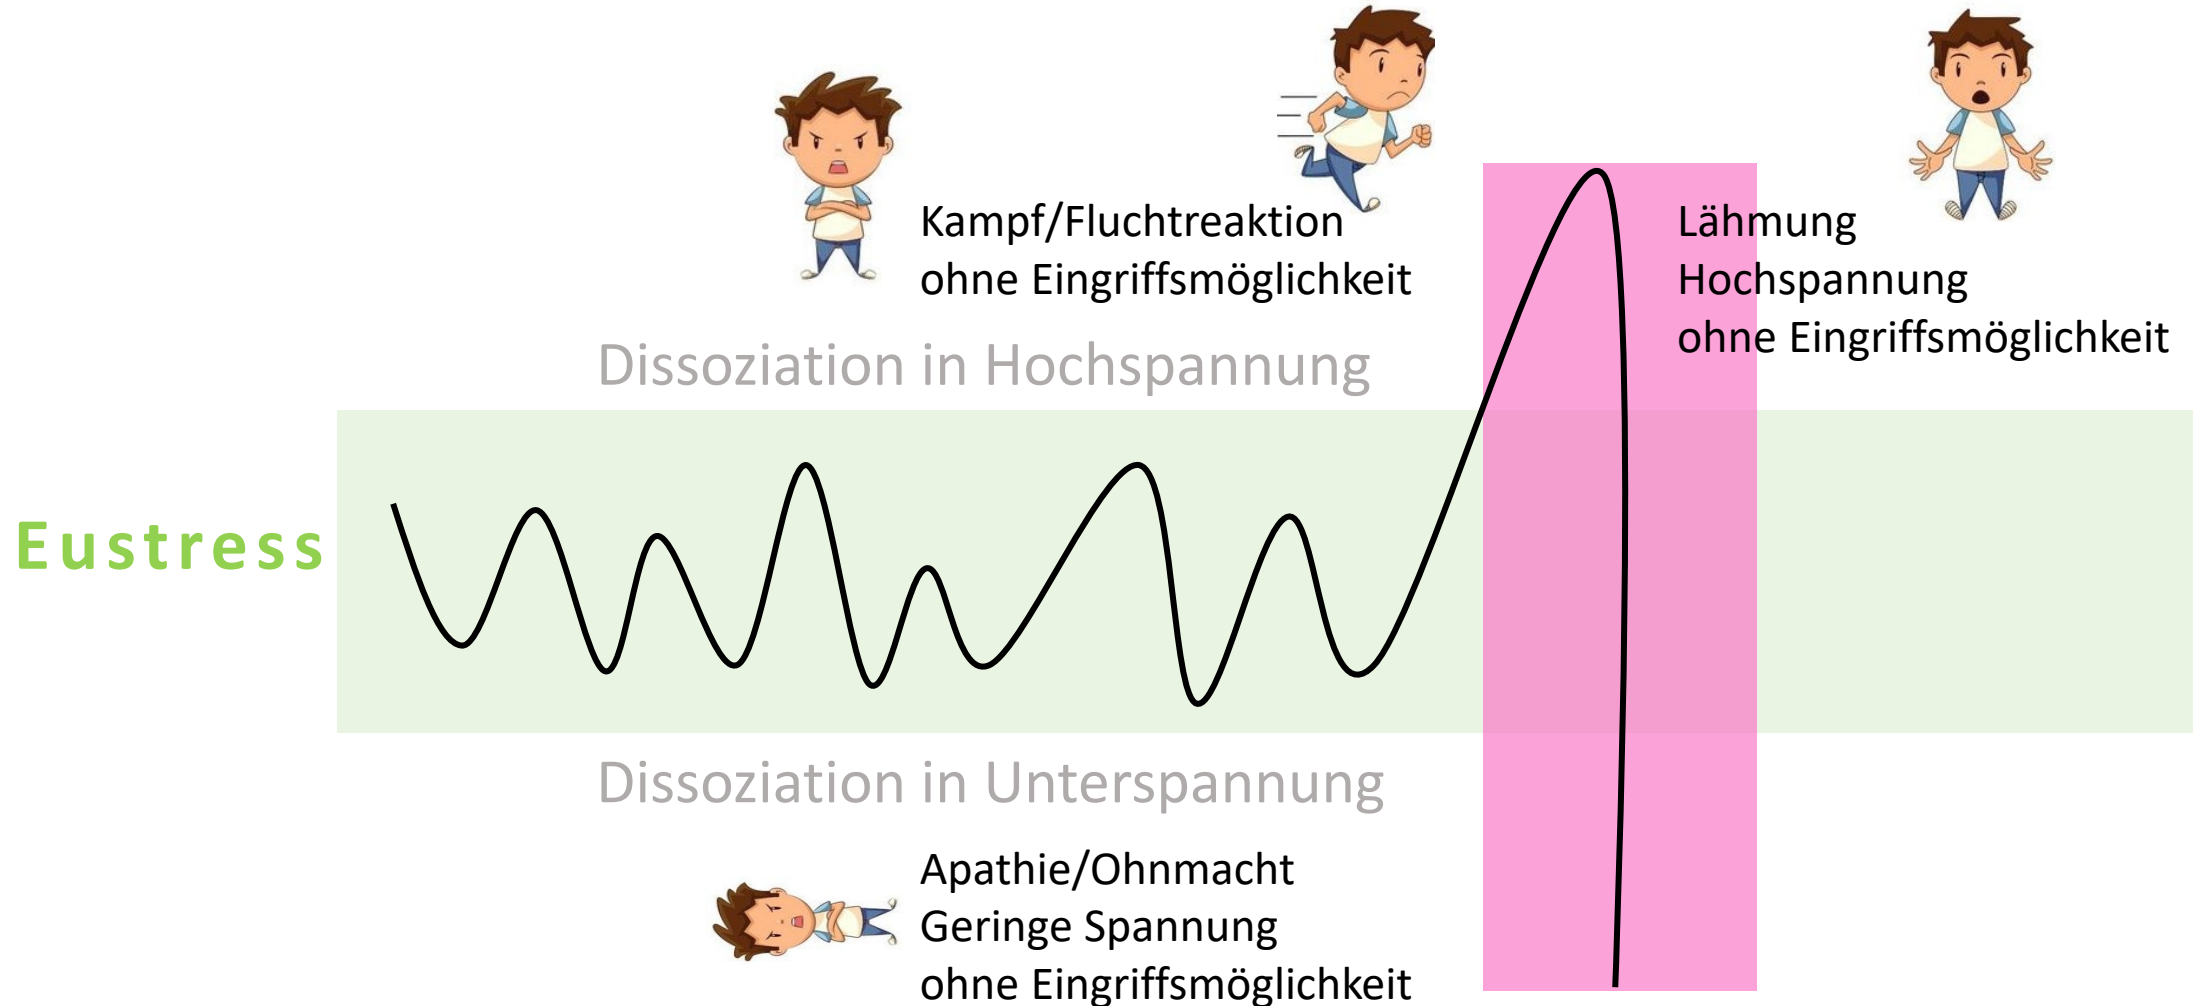 Kampf/Fluchtreaktion
ohne Eingriffsmöglichkeit
Lähmung
Hochspannung
ohne Eingriffsmöglichkeit
Dissoziation in Hochspannung
Eustress
Dissoziation in Unterspannung
Apathie/Ohnmacht
Geringe Spannung
ohne Eingriffsmöglichkeit